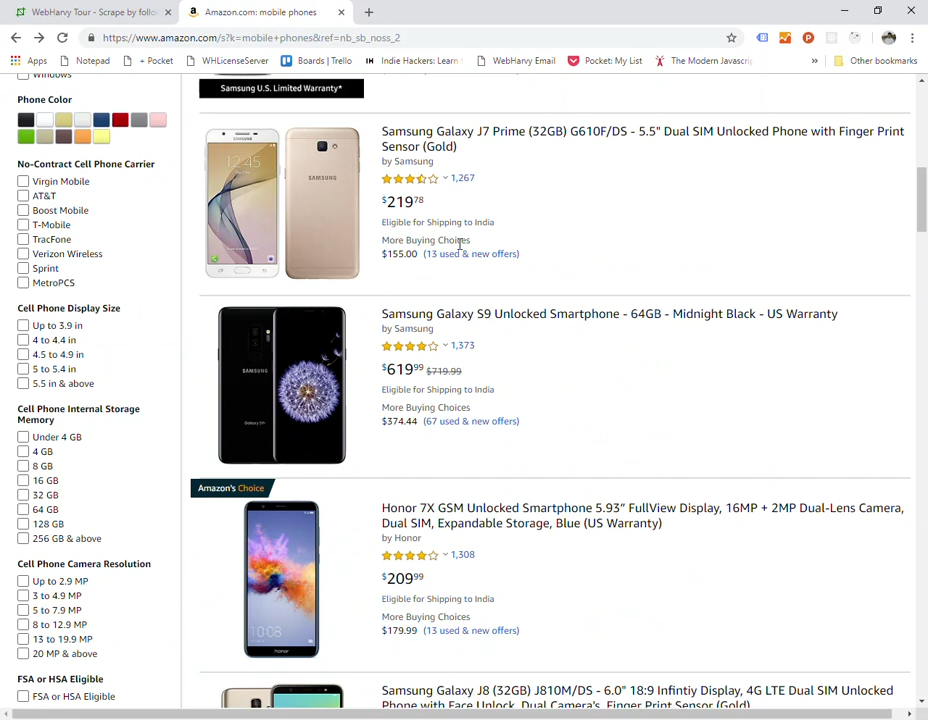 WebHarvy Tour - Scrape by follo
Amazon.com: mobile phones
https://www.amazon.com/s?k=mobile+phones&ref=nb_sb_noss_2
Apps
Notepad
+ Pocket
WHLicenseServer
Boards | Trello
Indie Hackers: Learn
WebHarvy Email
Pocket: My List
The Modern Javascri
»
Other bookmarks
Windows
Phone Color
No-Contract Cell Phone Carrier
Virgin Mobile
AT&T
Boost Mobile
T-Mobile
TracFone
Verizon Wireless
Sprint
MetroPCS
Cell Phone Display Size
Up to 3.9 in
4 to 4.4 in
4.5 to 4.9 in
5 to 5.4 in
5.5 in & above
Cell Phone Internal Storage
Memory
Under 4 GB
4 GB
8 GB
16 GB
32 GB
64 GB
128 GB
256 GB & above
Cell Phone Camera Resolution
Up to 2.9 MP
3 to 4.9 MP
5 to 7.9 MP
8 to 12.9 MP
13 to 19.9 MP
20 MP & above
FSA or HSA Eligible
FSA or HSA Eligible
Samsung U.S. Limited Warranty*
12:45
SAMSUNG
Samsung Galaxy J7 Prime (32GB) G610F/DS - 5.5" Dual SIM Unlocked Phone with Finger Print
Sensor (Gold)
by Samsung
1,267
$219.78
Eligible for Shipping to India
More Buying Choices
$155.00 (13 used & new offers)
SAMSUNG
Galaxy S9
Samsung Galaxy S9 Unlocked Smartphone - 64GB - Midnight Black - US Warranty
by Samsung
1,373
$619.99 $719.99
Eligible for Shipping to India
More Buying Choices
$374.44 (67 used & new offers)
Amazon's Choice
10:08
honor
Honor 7X GSM Unlocked Smartphone 5.93” FullView Display, 16MP + 2MP Dual-Lens Camera,
Dual SIM, Expandable Storage, Blue (US Warranty)
by Honor
1,308
$209.99
Eligible for Shipping to India
More Buying Choices
$179.99 (13 used & new offers)
Samsung Galaxy J8 (32GB) J810M/DS - 6.0" 18:9 Infintiy Display, 4G LTE Dual SIM Unlocked
Phone with Face Unlock, Dual Camera's, Finger Print Sensor (Gold)